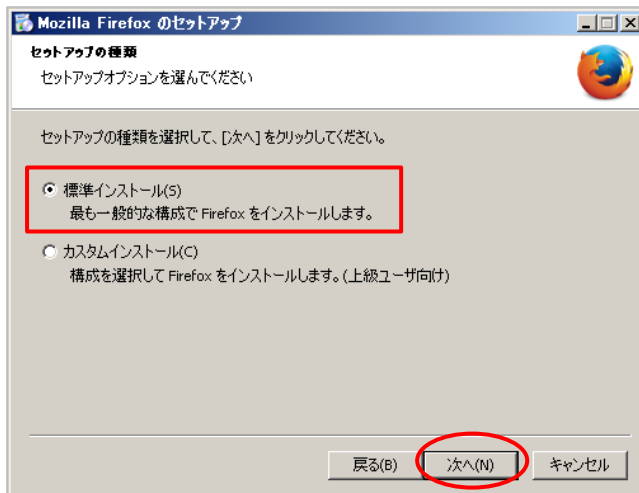 Mozilla Firefox のセットアップ
セットアップの種類
セットアップオプションを選んでください
セットアップの種類を選択して、[次へ] をクリックしてください。
標準インストール(S)
最も一般的な構成で Firefox をインストールします。
カスタムインストール(C)
構成を選択して Firefox をインストールします。(上級ユーザ向け)
戻る(B) 次へ(N) キャンセル